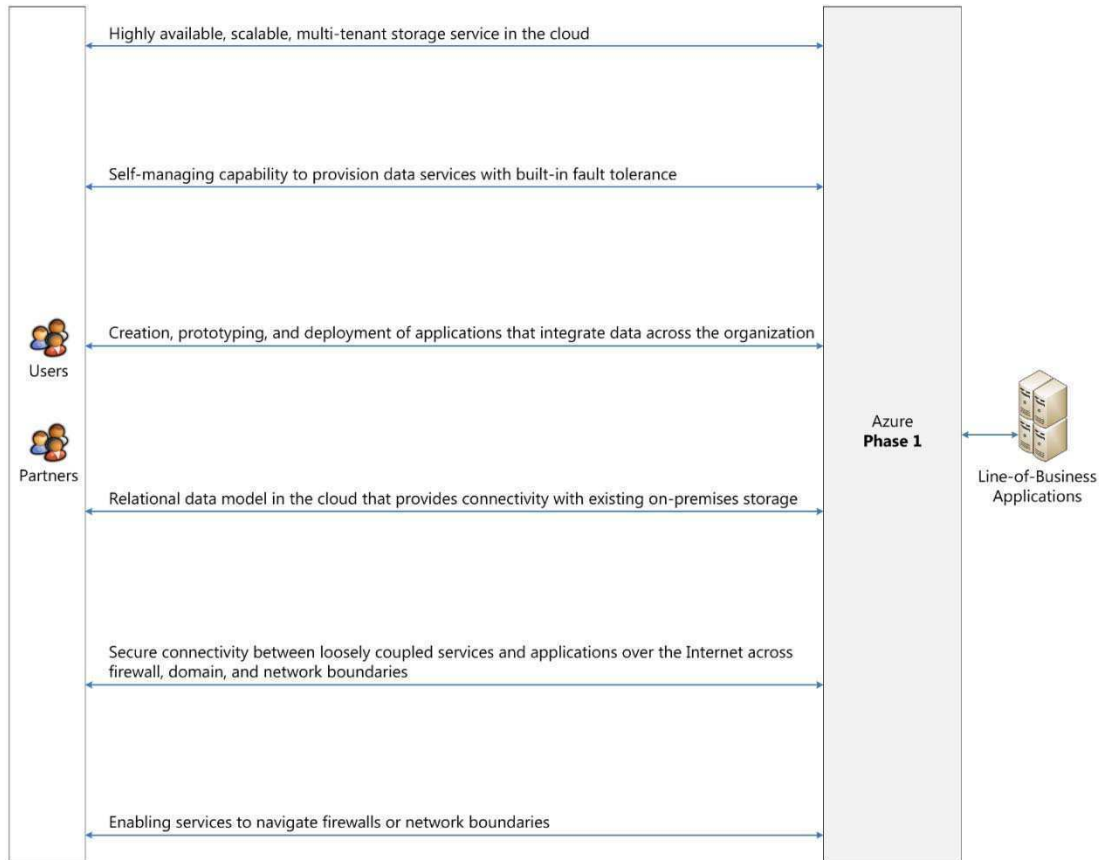 Highly available, scalable, multi-tenant storage service in the cloud
Self-managing capability to provision data services with built-in fault tolerance
Creation, prototyping, and deployment of applications that integrate data across the organization
Users
Partners
Azure
Phase 1
Line-of-Business
Applications
Relational data model in the cloud that provides connectivity with existing on-premises storage
Secure connectivity between loosely coupled services and applications over the Internet across
firewall, domain, and network boundaries
Enabling services to navigate firewalls or network boundaries